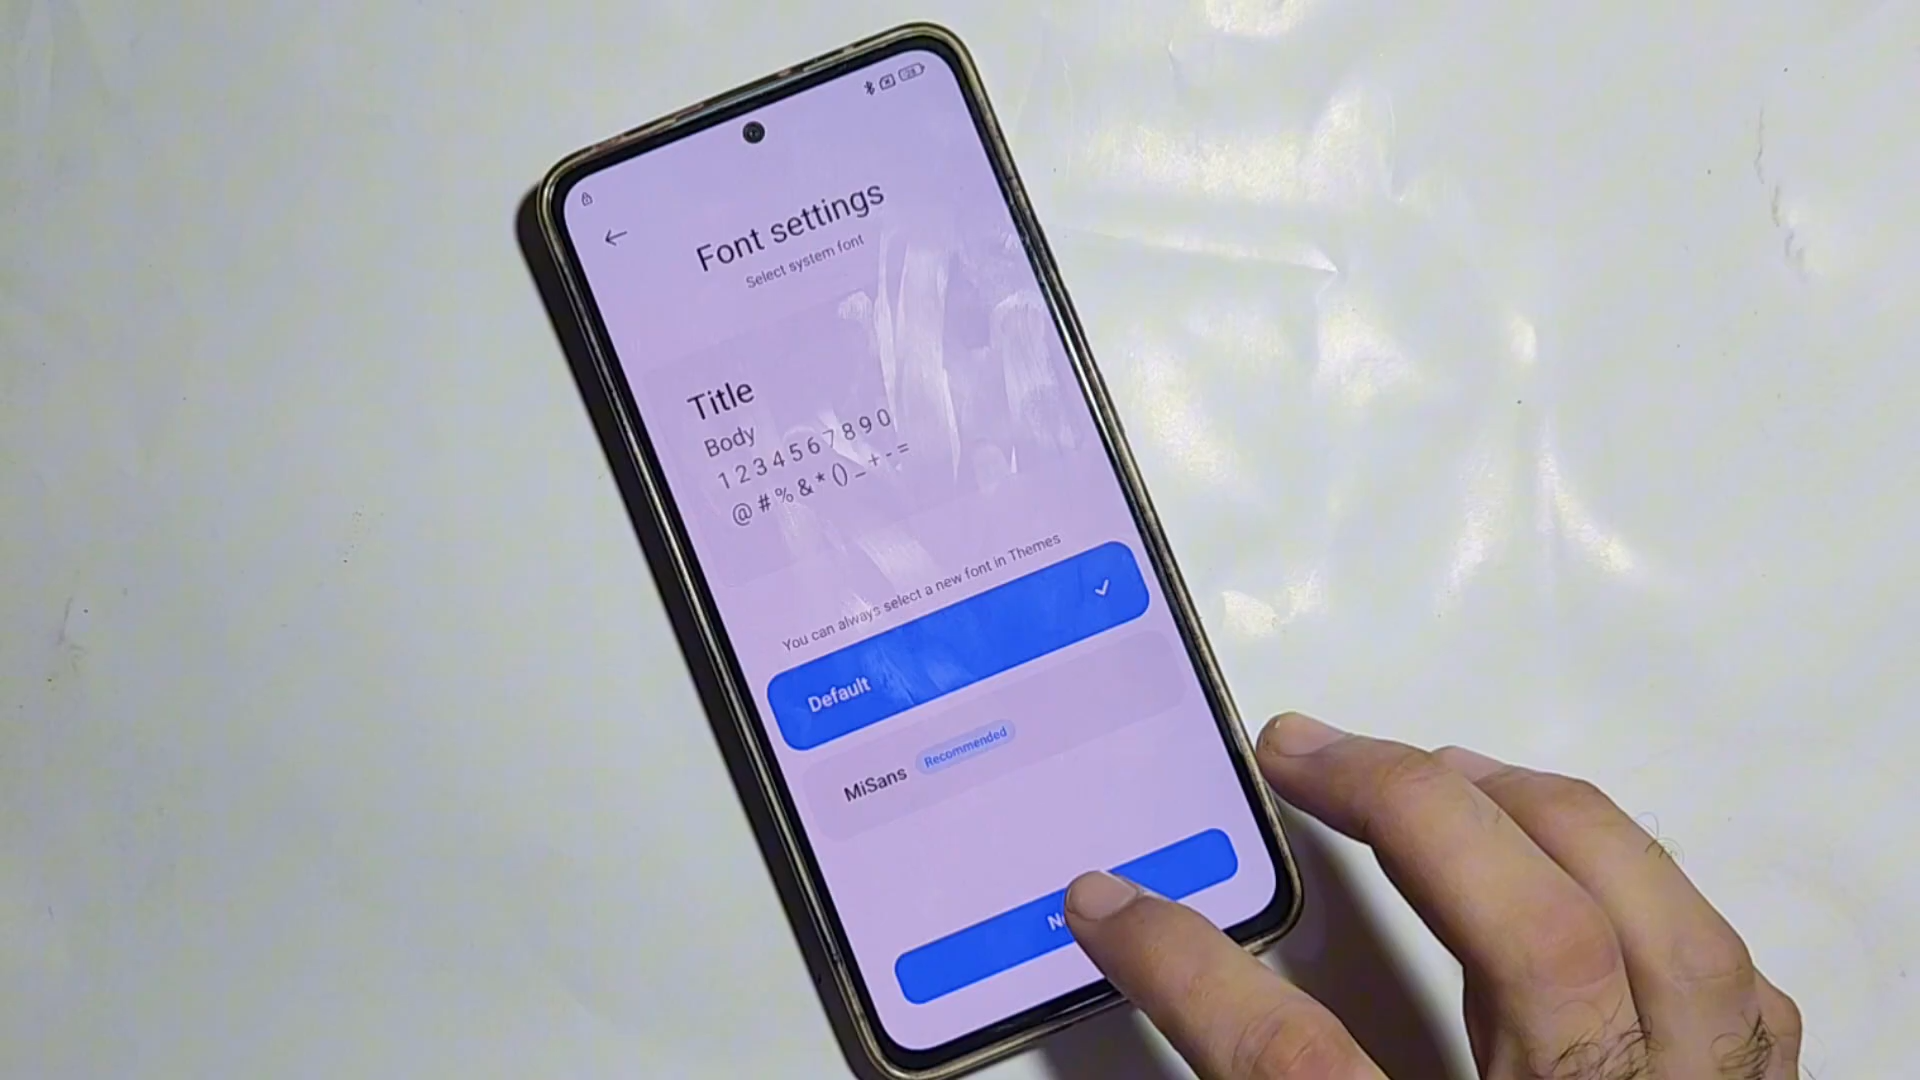 Font settings
Select system font
Title
Body
1 2 3 4 5 6 7 8 9 0
@ # % & * () _ + - =
You can always select a new font in Themes
Default
MiSans Recommended